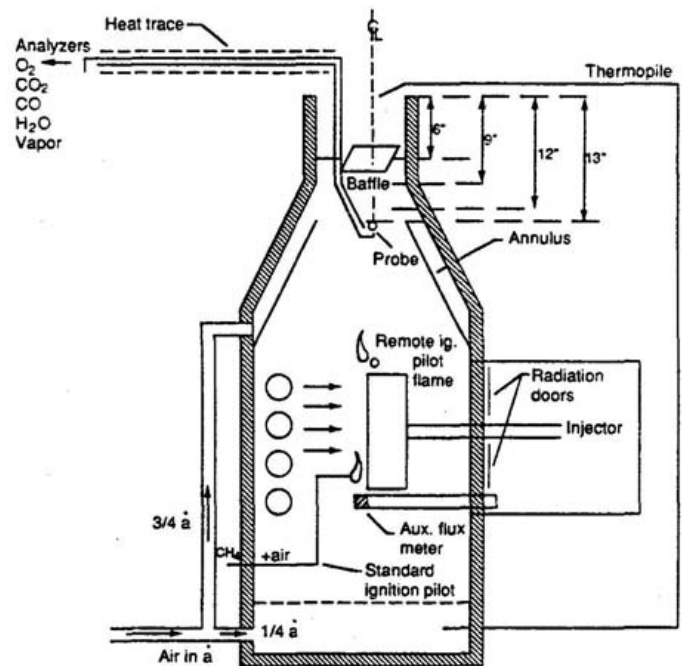 Heat trace
Analyzers
O₂
CO₂
CO
H₂O
Vapor
℄
Thermopile
6"
9"
12"
13"
Baffle
Probe
Annulus
Remote ig.
pilot
flame
Radiation
doors
Injector
Aux. flux
meter
3/4 ȧ
CH₄ +air
Standard
ignition pilot
1/4 ȧ
Air in ȧ